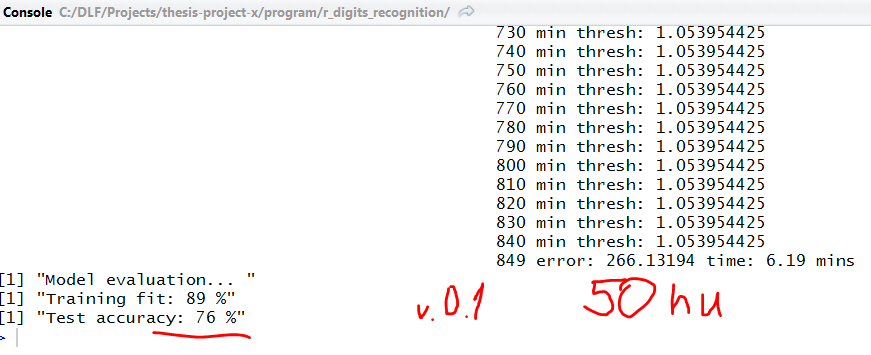 Console C:/DLF/Projects/thesis-project-x/program/r_digits_recognition/
730 min thresh: 1.053954425
740 min thresh: 1.053954425
750 min thresh: 1.053954425
760 min thresh: 1.053954425
770 min thresh: 1.053954425
780 min thresh: 1.053954425
790 min thresh: 1.053954425
800 min thresh: 1.053954425
810 min thresh: 1.053954425
820 min thresh: 1.053954425
830 min thresh: 1.053954425
840 min thresh: 1.053954425
849 error: 266.13194 time: 6.19 mins
[1] "Model evaluation... "
[1] "Training fit: 89 %"
[1] "Test accuracy: 76 %"
v.0.1 50 hu
>